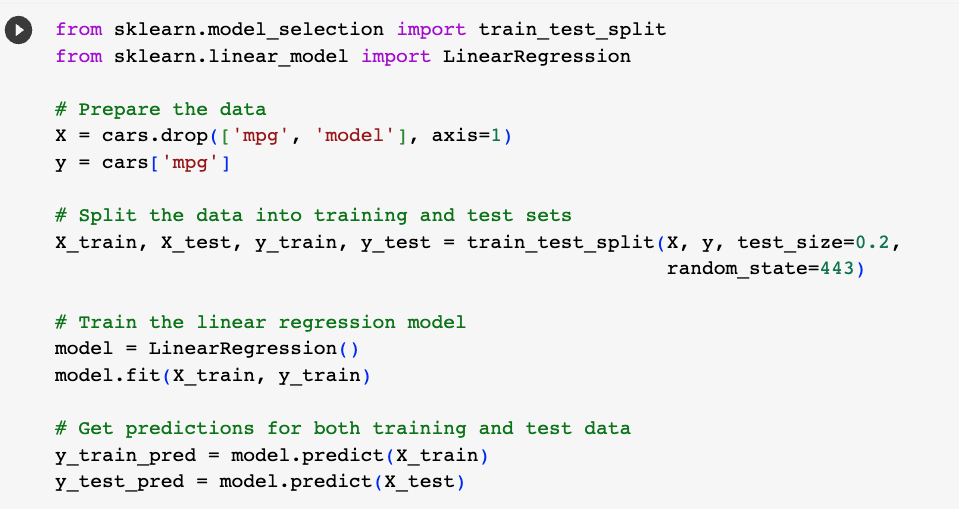 from sklearn.model_selection import train_test_split
from sklearn.linear_model import LinearRegression
# Prepare the data
X = cars.drop(['mpg', 'model'], axis=1)
y = cars['mpg']
# Split the data into training and test sets
X_train, X_test, y_train, y_test = train_test_split(X, y, test_size=0.2,
random_state=443)
# Train the linear regression model
model = LinearRegression()
model.fit(X_train, y_train)
# Get predictions for both training and test data
y_train_pred = model.predict(X_train)
y_test_pred = model.predict(X_test)